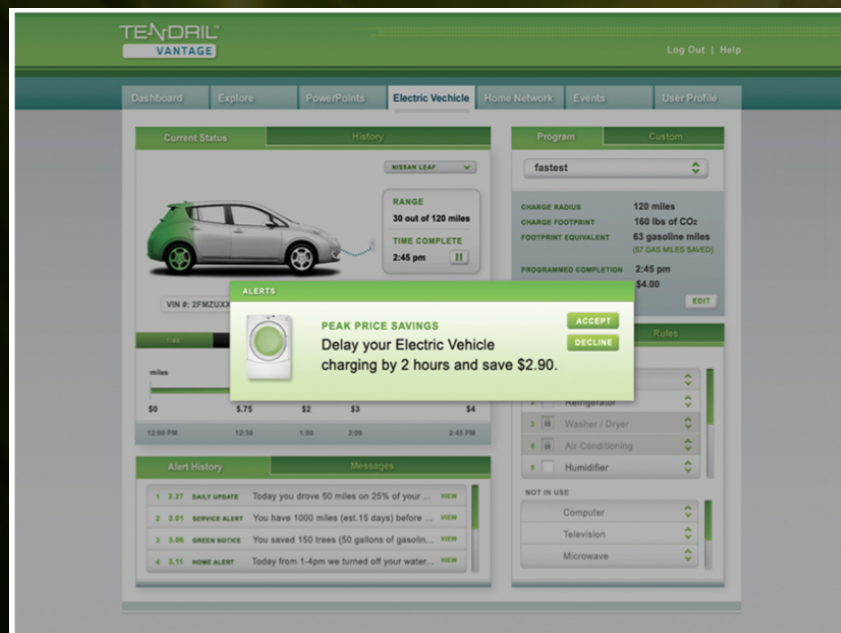 TENDRIL™
VANTAGE
Log Out | Help
Dashboard Explore PowerPoints Electric Vechicle Home Network Events User Profile
Current Status History
NISSAN LEAF
RANGE
30 out of 120 miles
TIME COMPLETE
2:45 pm
VIN #: 2FMZUXX
TIME
miles
$0 $.75 $2 $3 $4
12:00 PM 12:30 1:00 2:00 2:45 PM
Program Custom
fastest
CHARGE RADIUS 120 miles
CHARGE FOOTPRINT 160 lbs of CO2
FOOTPRINT EQUIVALENT 63 gasoline miles
(57 GAS MILES SAVED)
PROGRAMMED COMPLETION 2:45 pm
$4.00
EDIT
ALERTS
PEAK PRICE SAVINGS
Delay your Electric Vehicle
charging by 2 hours and save $2.90.
ACCEPT
DECLINE
Rules
2 Refrigerator
3 Washer / Dryer
4 Air Conditioning
5 Humidifier
NOT IN USE
Computer
Television
Microwave
Alert History Messages
1 2.27 DAILY UPDATE Today you drove 50 miles on 25% of your ... VIEW
2 3.01 SERVICE ALERT You have 1000 miles (est.15 days) before ... VIEW
3 3.06 GREEN NOTICE You saved 150 trees (50 gallons of gasolin... VIEW
4 3.11 HOME ALERT Today from 1-4pm we turned off your water... VIEW